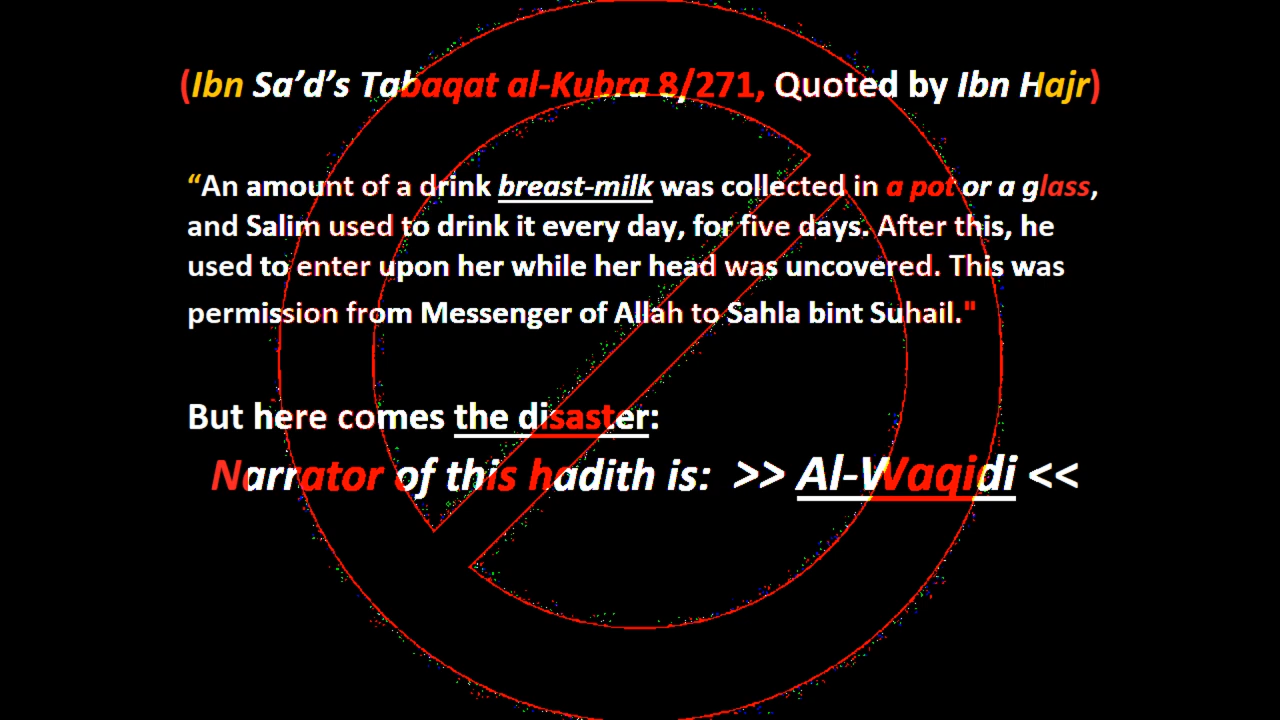 (Ibn Sa’d’s Tabaqat al-Kubra 8/271, Quoted by Ibn Hajr)
“An amount of a drink breast-milk was collected in a pot or a glass,
and Salim used to drink it every day, for five days. After this, he
used to enter upon her while her head was uncovered. This was
permission from Messenger of Allah to Sahla bint Suhail."
But here comes the disaster:
Narrator of this hadith is: >> Al-Waqidi <<